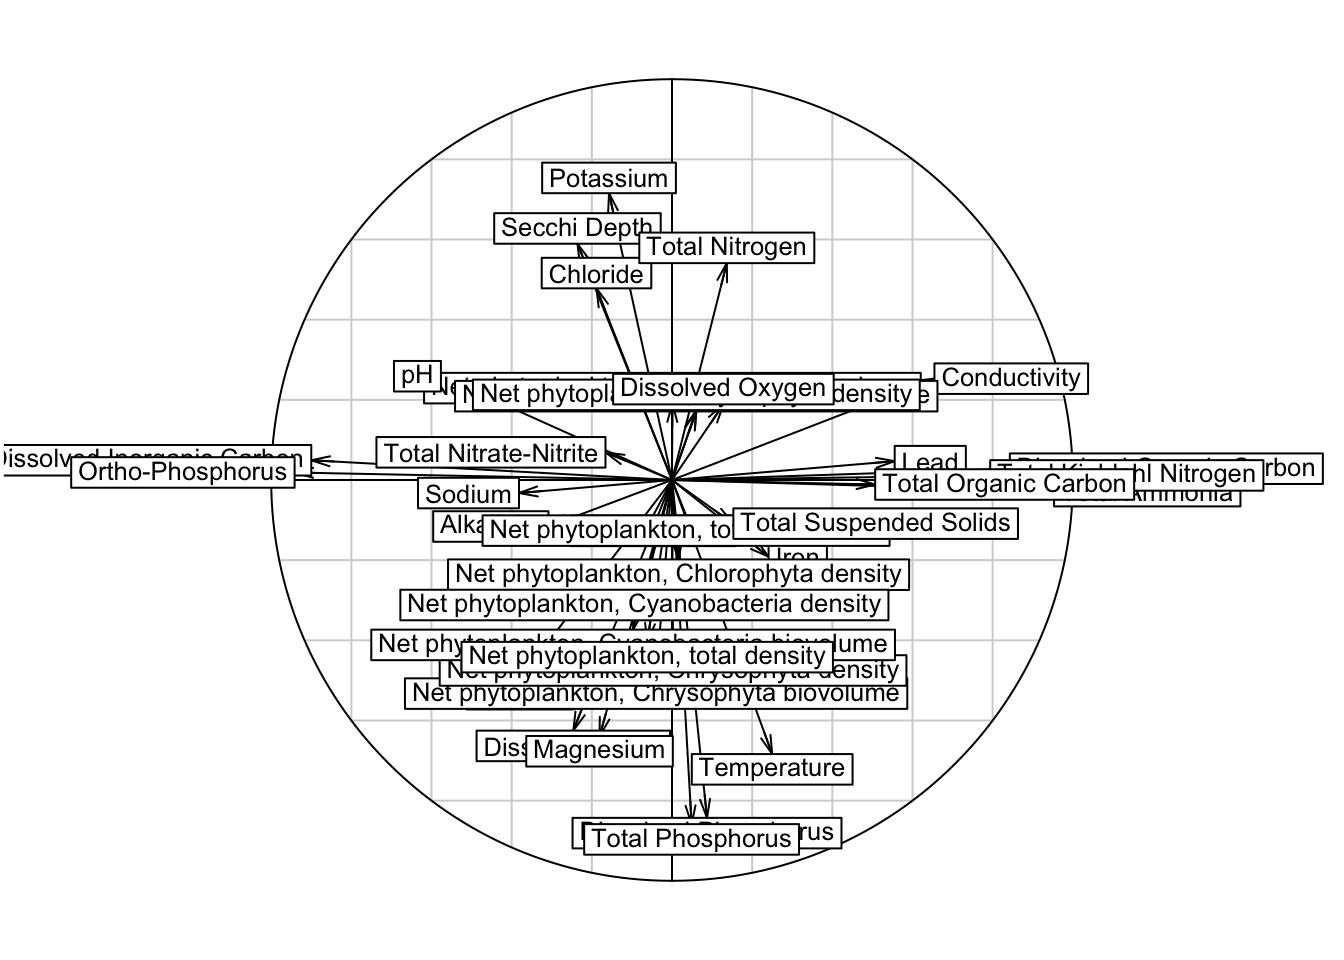 Potassium
Secchi Depth
Total Nitrogen
Chloride
pH
Conductivity
Net phytopla
density
Dissolved Oxygen
Total Nitrate-Nitrite
Dissolved Inorganic Carbon
Ortho-Phosphorus
Lead
Carbon
Total Kjeldahl Nitrogen
Total Organic Carbon
Ammonia
Sodium
Alka
Net phytoplankton, to
Total Suspended Solids
Iron
Net phytoplankton, Chlorophyta density
Net phytoplankton, Cyanobacteria density
Net phytoplankton, Cyanobacteria biovolume
Net phytoplankton, total density
Net phytoplankton, Chrysophyta density
Net phytoplankton, Chrysophyta biovolume
Diss
Magnesium
Temperature
Total Phosphorus
rus